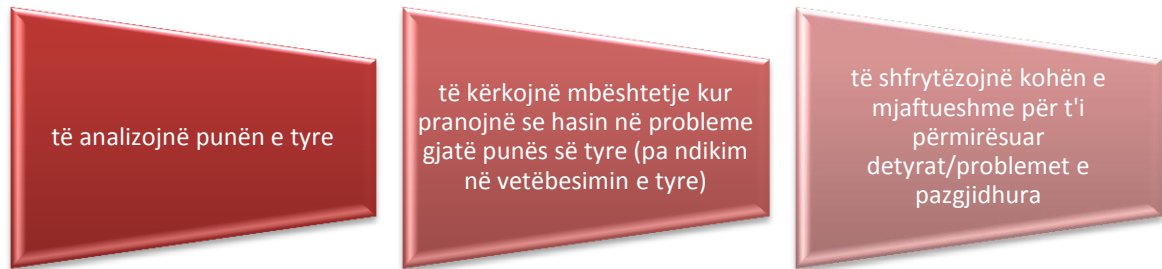 të analizojnë punën e tyre
të kërkojnë mbështetje kur
pranojnë se hasin në probleme
gjatë punës së tyre (pa ndikim
në vetëbesimin e tyre)
të shfrytëzojnë kohën e
mjaftueshme për t'i
përmirësuar
detyrat/problemet e
pazgjidhura